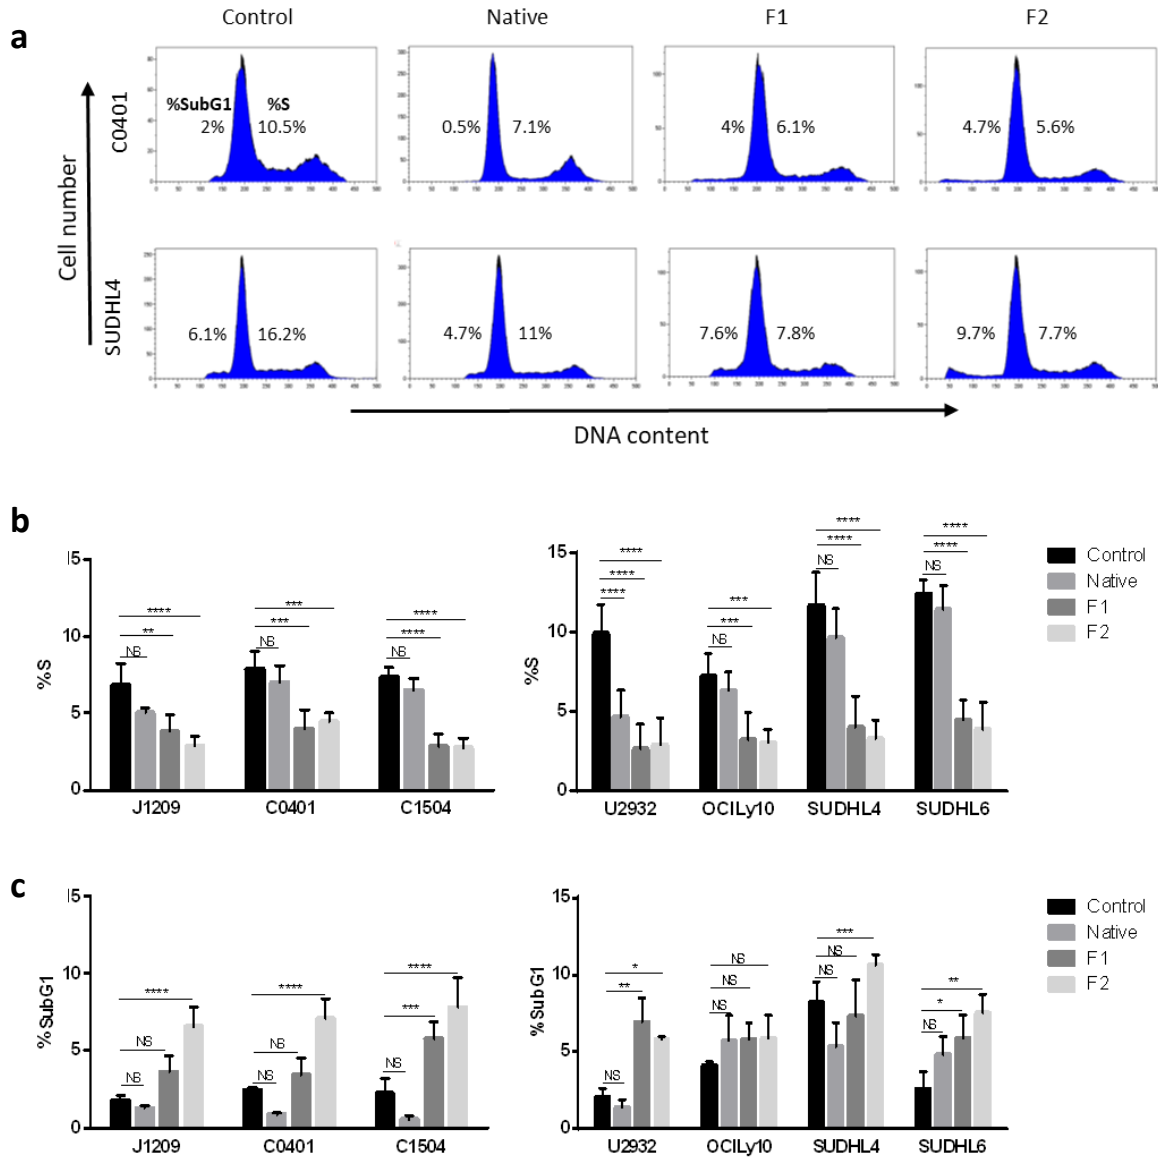 a
Control Native F1 F2
C0401
%SubG1 %S
2% 10.5%
0.5% 7.1%
4% 6.1%
4.7% 5.6%
Cell number
SUDHL4
6.1% 16.2%
4.7% 11%
7.6% 7.8%
9.7% 7.7%
DNA content
b
%S
15
10
5
0
**** ** NS
*** *** NS
**** **** NS
J1209 C0401 C1504
%S
15
10
5
0
**** **** ****
*** *** NS
**** **** NS
**** **** NS
U2932 OCILy10 SUDHL4 SUDHL6
Control
Native
F1
F2
c
%SubG1
15
10
5
0
**** NS NS
**** NS NS
**** *** NS
J1209 C0401 C1504
%SubG1
15
10
5
0
* ** NS
NS NS NS
*** NS NS
** * NS
U2932 OCILy10 SUDHL4 SUDHL6
Control
Native
F1
F2